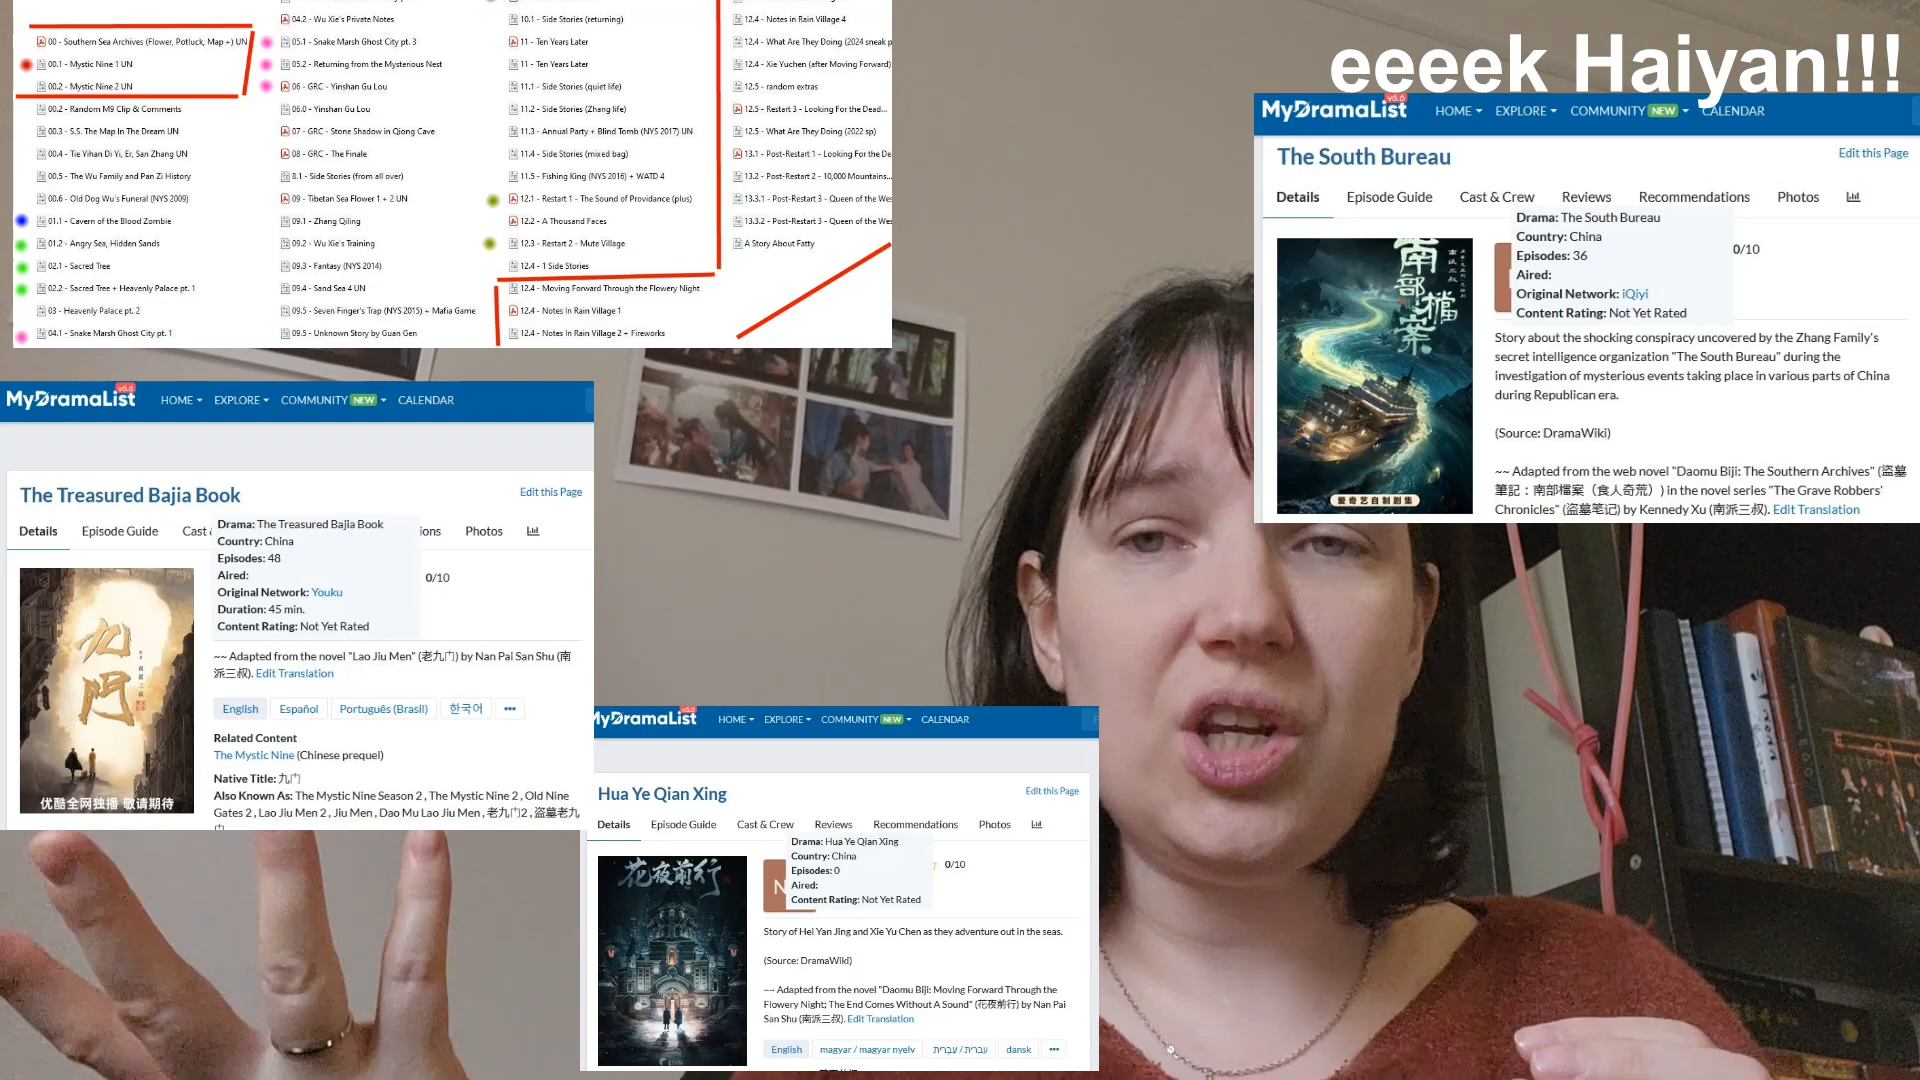 04.2 - Wu Xie's Private Notes
10.1 - Side Stories (returning)
12.4 - Notes in Rain Village 4
00 - Southern Sea Archives (Flower, Potluck, Map +) UN
05.1 - Snake Marsh Ghost City pt. 3
11 - Ten Years Later
12.4 - What Are They Doing (2024 sneak p
00.1 - Mystic Nine 1 UN
05.2 - Returning from the Mysterious Nest
11 - Ten Years Later
12.4 - Xie Yuchen (after Moving Forward)
00.2 - Mystic Nine 2 UN
06 - GRC - Yinshan Gu Lou
11.1 - Side Stories (quiet life)
12.5 - random extras
00.2 - Random M9 Clip & Comments
06.0 - Yinshan Gu Lou
11.2 - Side Stories (Zhang life)
12.5 - Restart 3 - Looking For the Dead...
00.3 - S.S. The Map In The Dream UN
07 - GRC - Stone Shadow in Qiong Cave
11.3 - Annual Party + Blind Tomb (NYS 2017) UN
12.5 - What Are They Doing (2022 sp)
00.4 - Tie Yihan Di Yi, Er, San Zhang UN
08 - GRC - The Finale
11.4 - Side Stories (mixed bag)
13.1 - Post-Restart 1 - Looking For the De
00.5 - The Wu Family and Pan Zi History
8.1 - Side Stories (from all over)
11.5 - Fishing King (NYS 2016) + WATD 4
13.2 - Post-Restart 2 - 10,000 Mountains...
00.6 - Old Dog Wu's Funeral (NYS 2009)
09 - Tibetan Sea Flower 1 + 2 UN
12.1 - Restart 1 - The Sound of Providance (plus)
13.3.1 - Post-Restart 3 - Queen of the Wes
01.1 - Cavern of the Blood Zombie
09.1 - Zhang Qiling
12.2 - A Thousand Faces
13.3.2 - Post-Restart 3 - Queen of the Wes
01.2 - Angry Sea, Hidden Sands
09.2 - Wu Xie's Training
12.3 - Restart 2 - Mute Village
A Story About Fatty
02.1 - Sacred Tree
09.3 - Fantasy (NYS 2014)
12.4 - 1 Side Stories
02.2 - Sacred Tree + Heavenly Palace pt. 1
09.4 - Sand Sea 4 UN
12.4 - Moving Forward Through the Flowery Night
03 - Heavenly Palace pt. 2
09.5 - Seven Finger's Trap (NYS 2015) + Mafia Game
12.4 - Notes In Rain Village 1
04.1 - Snake Marsh Ghost City pt. 1
09.5 - Unknown Story by Guan Gen
12.4 - Notes In Rain Village 2 + Fireworks
eeeek Haiyan!!!
MyDramaList v6.6
HOME EXPLORE COMMUNITY NEW CALENDAR
The South Bureau
Edit this Page
Details Episode Guide Cast & Crew Reviews Recommendations Photos
Drama: The South Bureau
Country: China
0/10
Episodes: 36
Aired:
Original Network: iQiyi
Content Rating: Not Yet Rated
南部檔案
爱奇艺自制剧集
Story about the shocking conspiracy uncovered by the Zhang Family's
secret intelligence organization "The South Bureau" during the
investigation of mysterious events taking place in various parts of China
during Republican era.
(Source: DramaWiki)
~~ Adapted from the web novel "Daomu Biji: The Southern Archives" (盜墓
筆記：南部檔案（食人奇荒）) in the novel series "The Grave Robbers'
Chronicles" (盗墓笔记) by Kennedy Xu (南派三叔). Edit Translation
MyDramaList v6.6
HOME EXPLORE COMMUNITY NEW CALENDAR
The Treasured Bajia Book
Edit this Page
Details Episode Guide Cast ions Photos
Drama: The Treasured Bajia Book
Country: China
Episodes: 48
Aired:
0/10
Original Network: Youku
Duration: 45 min.
Content Rating: Not Yet Rated
九門
优酷全网独播 敬请期待
~~ Adapted from the novel "Lao Jiu Men" (老九门) by Nan Pai San Shu (南
派三叔). Edit Translation
English Español Português (Brasil) 한국어
Related Content
The Mystic Nine (Chinese prequel)
Native Title: 九门
Also Known As: The Mystic Nine Season 2 , The Mystic Nine 2 , Old Nine
Gates 2 , Lao Jiu Men 2 , Jiu Men , Dao Mu Lao Jiu Men , 老九门2 , 盗墓老九
门
MyDramaList v6.6
HOME EXPLORE COMMUNITY NEW CALENDAR
Hua Ye Qian Xing
Edit this Page
Details Episode Guide Cast & Crew Reviews Recommendations Photos
Drama: Hua Ye Qian Xing
Country: China
Episodes: 0
0/10
N
Aired:
Content Rating: Not Yet Rated
花夜前行
Story of Hei Yan Jing and Xie Yu Chen as they adventure out in the seas.
(Source: DramaWiki)
~~ Adapted from the novel "Daomu Biji: Moving Forward Through the
Flowery Night; The End Comes Without A Sound" (花夜前行) by Nan Pai
San Shu (南派三叔). Edit Translation
English magyar / magyar nyelv עברית / עִבְרִית dansk